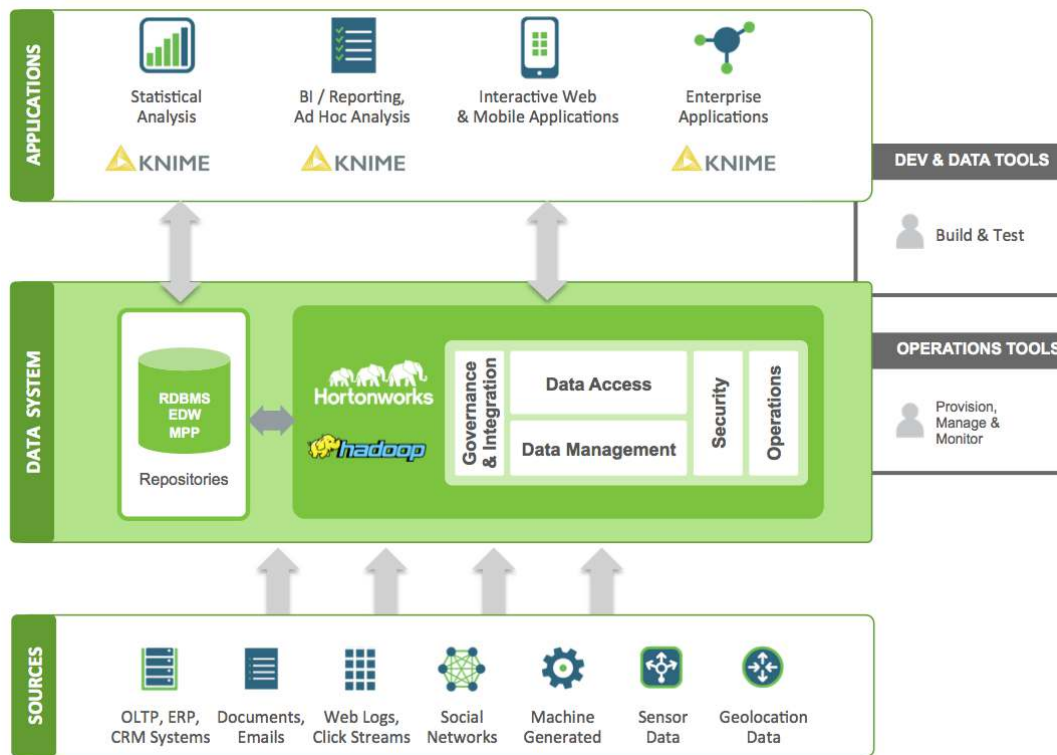 APPLICATIONS
Statistical
Analysis
BI / Reporting,
Ad Hoc Analysis
Interactive Web
& Mobile Applications
Enterprise
Applications
KNIME
KNIME
KNIME
DEV & DATA TOOLS
Build & Test
DATA SYSTEM
RDBMS
EDW
MPP
Repositories
Hortonworks
hadoop
Governance
& Integration
Data Access
Data Management
Security
Operations
OPERATIONS TOOLS
Provision,
Manage &
Monitor
SOURCES
OLTP, ERP,
CRM Systems
Documents,
Emails
Web Logs,
Click Streams
Social
Networks
Machine
Generated
Sensor
Data
Geolocation
Data